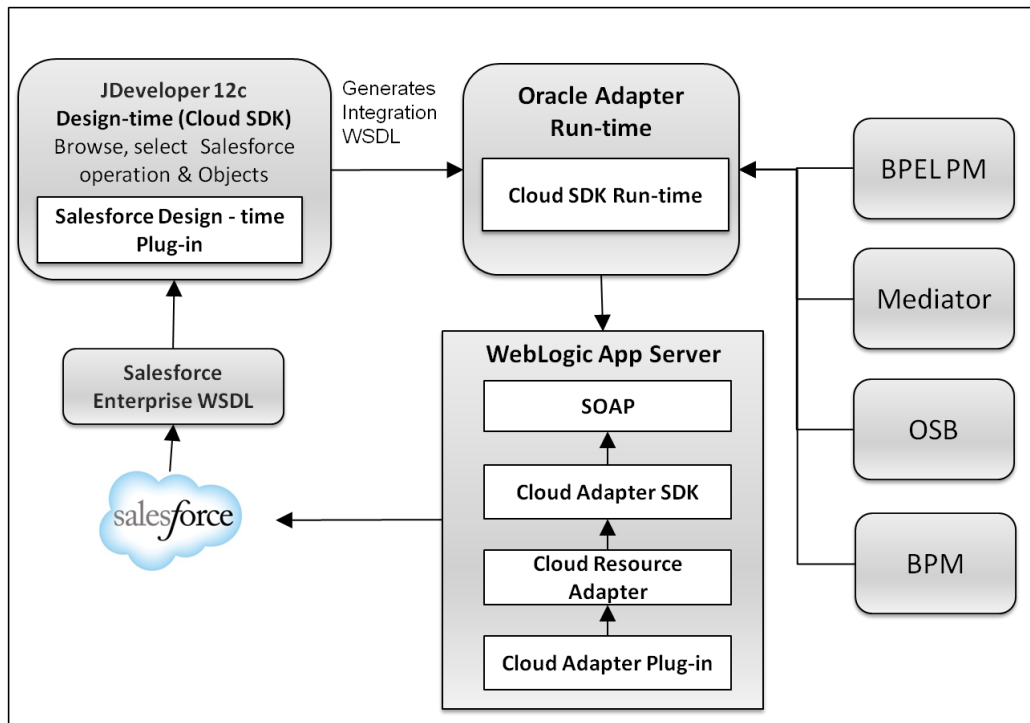 JDeveloper 12c
Design-time (Cloud SDK)
Browse, select Salesforce
operation & Objects
Salesforce Design - time
Plug-in
Generates
Integration
WSDL
Oracle Adapter
Run-time
Cloud SDK Run-time
BPEL PM
Mediator
OSB
BPM
Salesforce
Enterprise WSDL
salesforce
WebLogic App Server
SOAP
Cloud Adapter SDK
Cloud Resource
Adapter
Cloud Adapter Plug-in